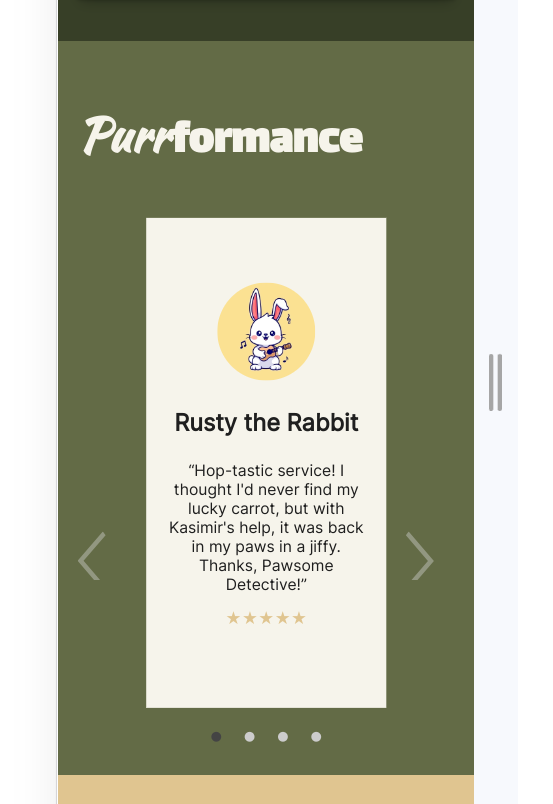 Purrformance
Rusty the Rabbit
“Hop-tastic service! I
thought I'd never find my
lucky carrot, but with
Kasimir's help, it was back
in my paws in a jiffy.
Thanks, Pawsome
Detective!”
★★★★★